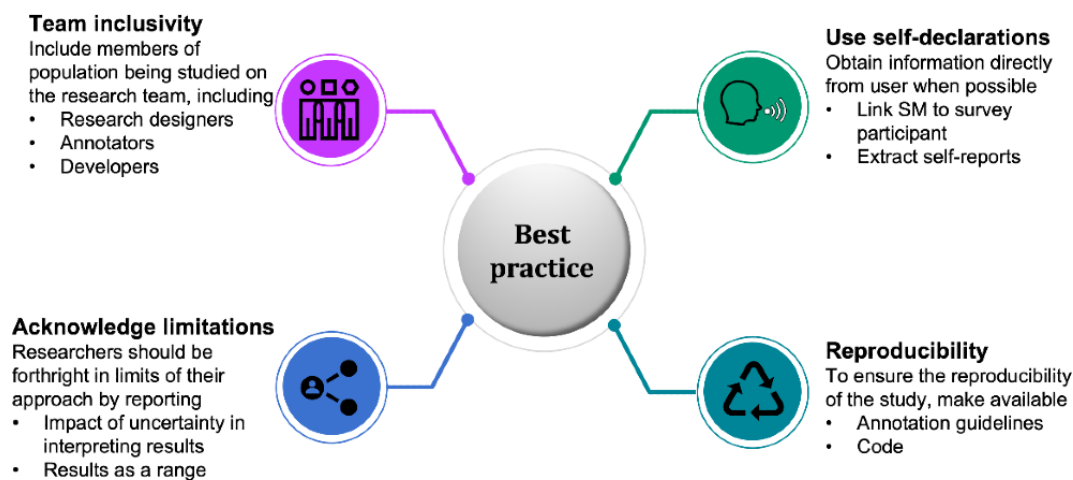 Team inclusivity
Include members of
population being studied on
the research team, including
• Research designers
• Annotators
• Developers
Use self-declarations
Obtain information directly
from user when possible
• Link SM to survey
participant
• Extract self-reports
Best
practice
Acknowledge limitations
Researchers should be
forthright in limits of their
approach by reporting
• Impact of uncertainty in
interpreting results
• Results as a range
Reproducibility
To ensure the reproducibility
of the study, make available
• Annotation guidelines
• Code